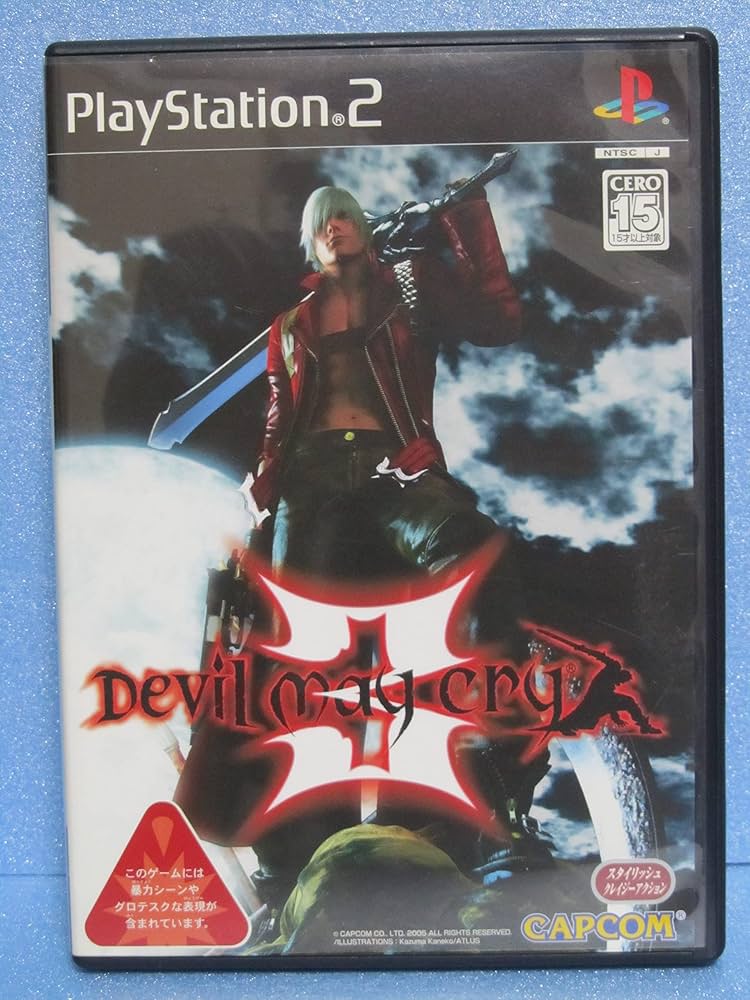 PlayStation®2
NTSC J
CERO
15
15才以上対象
3
Devil may cry®
このゲームには
暴力シーンや
グロテスクな表現が
含まれています。
スタイリッシュ
クレイジーアクション
CAPCOM®
© CAPCOM CO., LTD. 2005 ALL RIGHTS RESERVED.
/ILLUSTRATIONS : Kazuma Kaneko/ATLUS